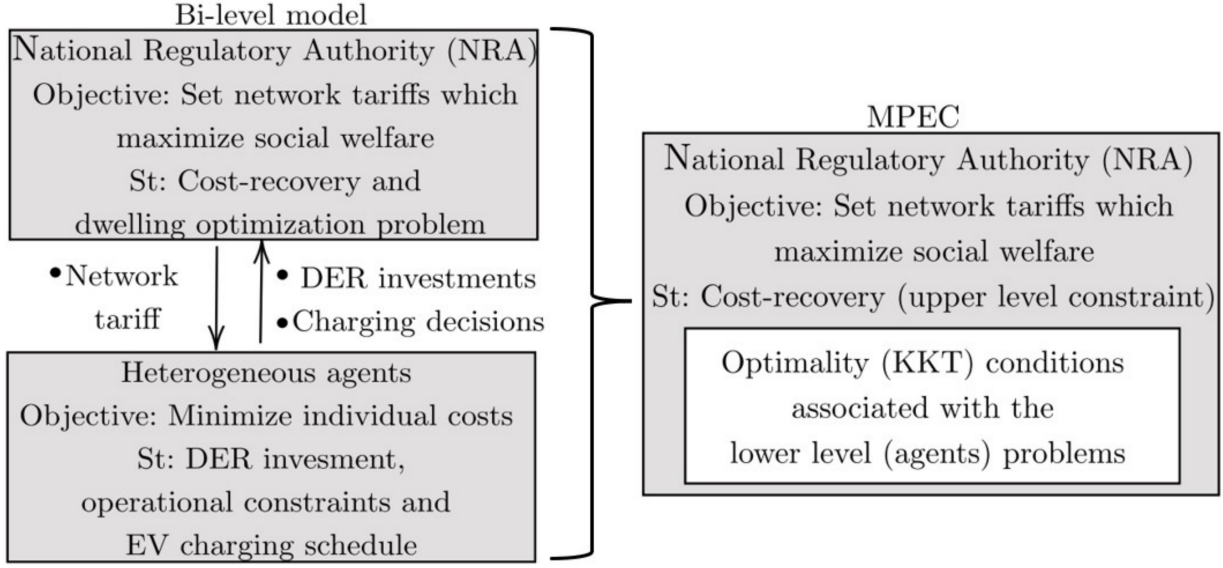 Bi-level model
National Regulatory Authority (NRA)
Objective: Set network tariffs which
maximize social welfare
St: Cost-recovery and
dwelling optimization problem
•Network
tariff
• DER investments
•Charging decisions
Heterogeneous agents
Objective: Minimize individual costs
St: DER invesment,
operational constraints and
EV charging schedule
MPEC
National Regulatory Authority (NRA)
Objective: Set network tariffs which
maximize social welfare
St: Cost-recovery (upper level constraint)
Optimality (KKT) conditions
associated with the
lower level (agents) problems